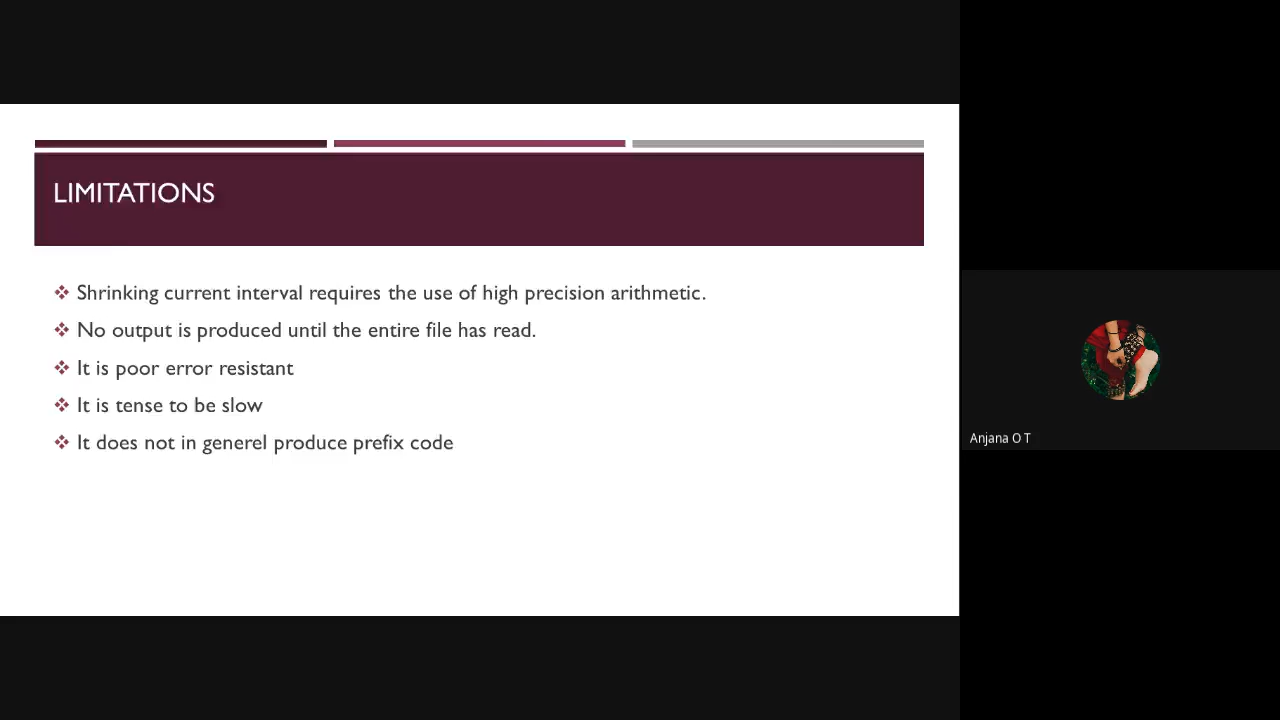 LIMITATIONS
Shrinking current interval requires the use of high precision arithmetic.
No output is produced until the entire file has read.
It is poor error resistant
It is tense to be slow
It does not in generel produce prefix code
Anjana O T